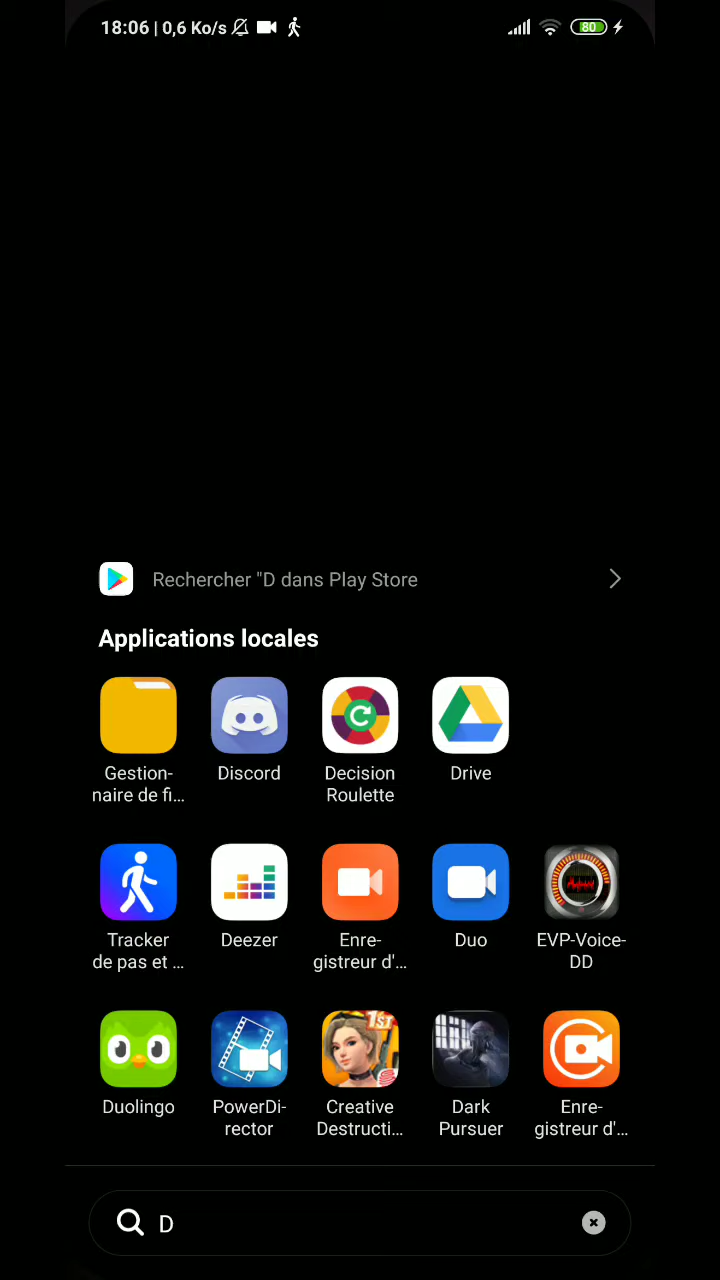 18:06 | 0,6 Ko/s
80
Rechercher "D dans Play Store
Applications locales
Gestion-
naire de fi...
Discord
Decision
Roulette
Drive
Tracker
de pas et ...
Deezer
Enre-
gistreur d'...
Duo
EVP-Voice-
DD
Duolingo
PowerDi-
rector
1ST
Creative
Destructi...
Dark
Pursuer
Enre-
gistreur d'...
D